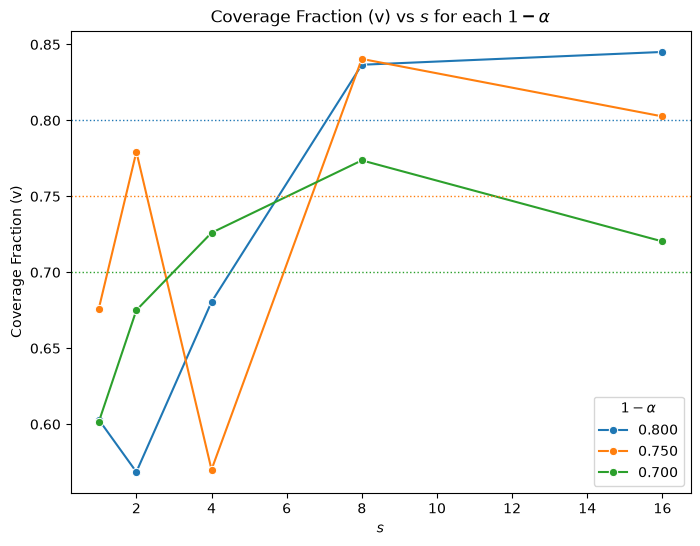 Coverage Fraction (v) vs s for each 1 − α
0.85
0.80
0.75
0.70
0.65
0.60
Coverage Fraction (v)
2 4 6 8 10 12 14 16
s
1 − α
0.800
0.750
0.700